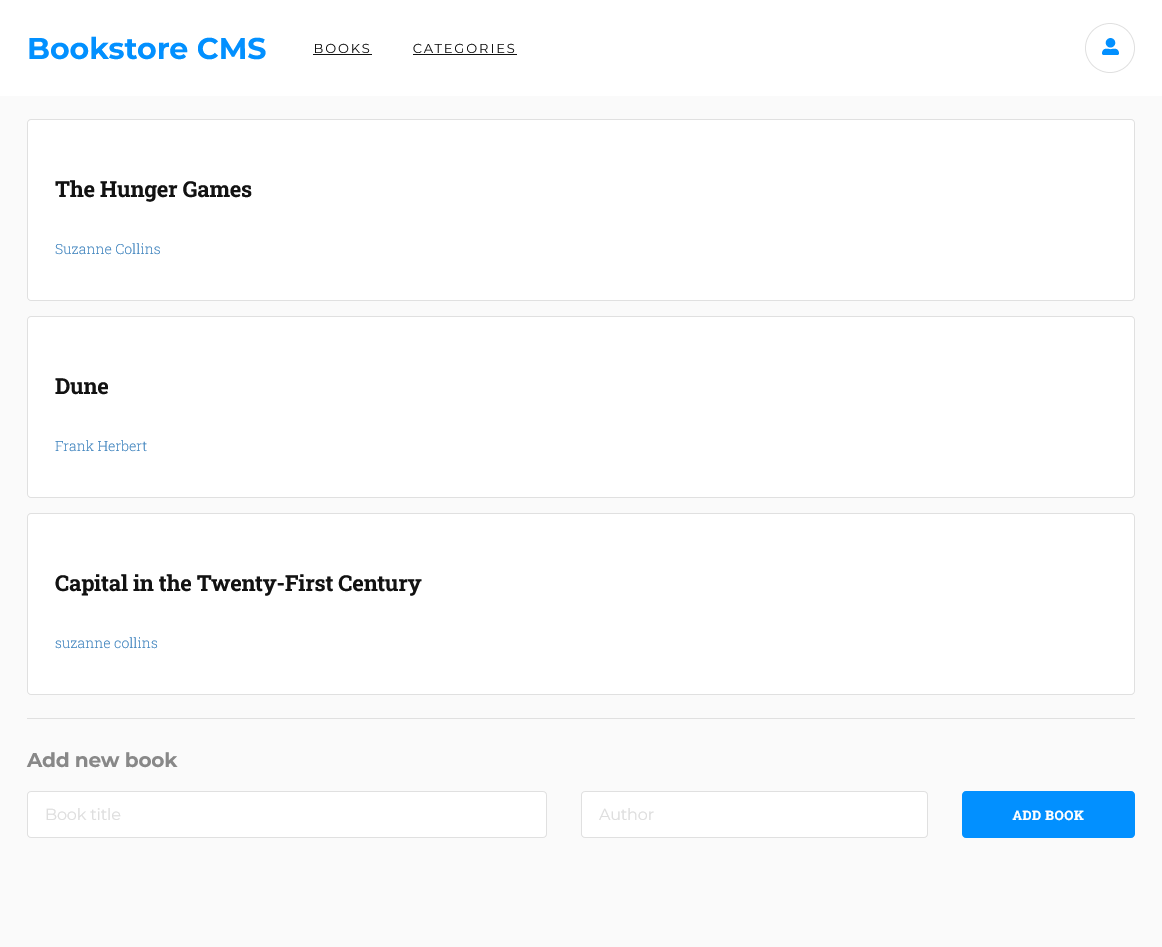 Bookstore CMS
BOOKS
CATEGORIES
The Hunger Games
Suzanne Collins
Dune
Frank Herbert
Capital in the Twenty-First Century
suzanne collins
Add new book
Book title
Author
ADD BOOK